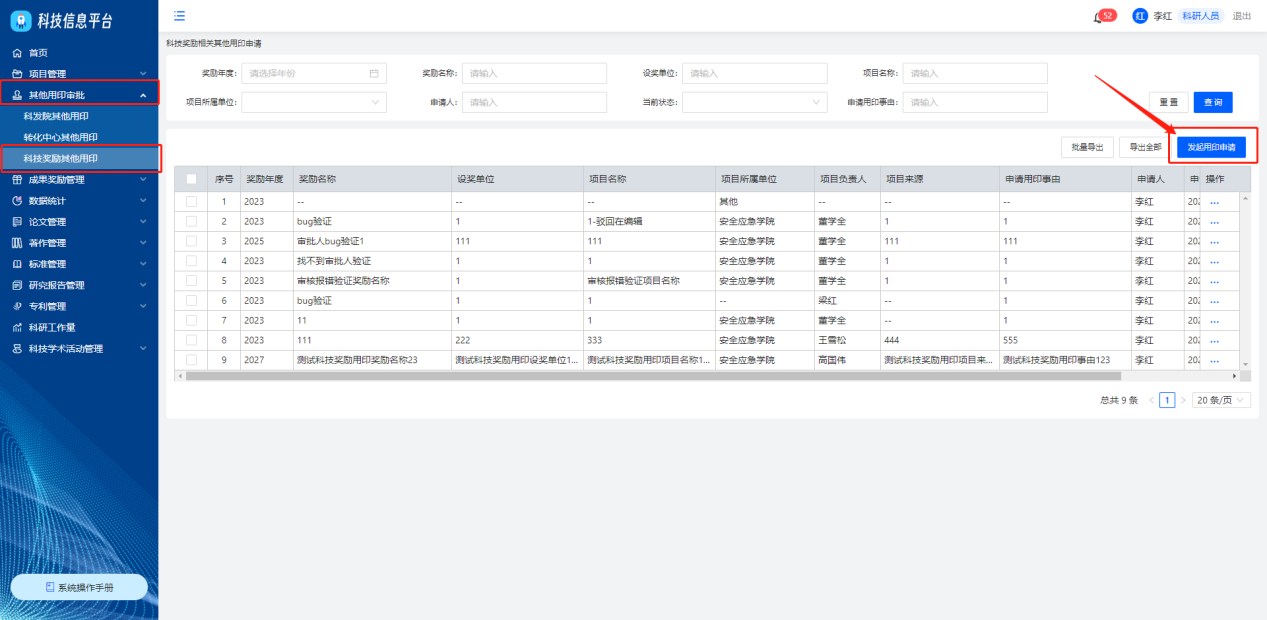 科技信息平台
52
红 李红 科研人员 退出
首页
项目管理
其他用印审批
科发院其他用印
转化中心其他用印
科技奖励其他用印
成果奖励管理
数据统计
论文管理
著作管理
标准管理
研究报告管理
专利管理
科研工作量
科技学术活动管理
系统操作手册
科技奖励相关其他用印申请
奖励年度: 请选择年份 奖励名称: 请输入 设奖单位: 请输入 项目名称: 请输入
项目所属单位: 申请人: 请输入 当前状态: 申请用印事由: 请输入 重置 查询
批量导出 导出全部 发起用印申请
序号 奖励年度 奖励名称 设奖单位 项目名称 项目所属单位 项目负责人 项目来源 申请用印事由 申请人 申 操作
1 2023 -- -- -- 其他 -- -- -- 李红 202 ...
2 2023 bug验证 1 1-驳回在编辑 安全应急学院 董学全 1 1 李红 202 ...
3 2025 审批人bug验证1 111 111 安全应急学院 董学全 111 111 李红 202 ...
4 2023 找不到审批人验证 1 1 安全应急学院 董学全 1 1 李红 202 ...
5 2023 审核报错验证奖励名称 1 审核报错验证项目名称 安全应急学院 董学全 1 1 李红 202 ...
6 2023 bug验证 1 1 -- 梁红 -- 1 李红 202 ...
7 2023 11 1 1 安全应急学院 董学全 -- 1 李红 202 ...
8 2023 111 222 333 安全应急学院 王雪松 444 555 李红 202 ...
9 2027 测试科技奖励用印奖励名称23 测试科技奖励用印设奖单位1... 测试科技奖励用印项目名称1... 安全应急学院 高国伟 测试科技奖励用印项目来... 测试科技奖励用印事由123 李红 202 ...
总共 9 条 < 1 > 20 条/页